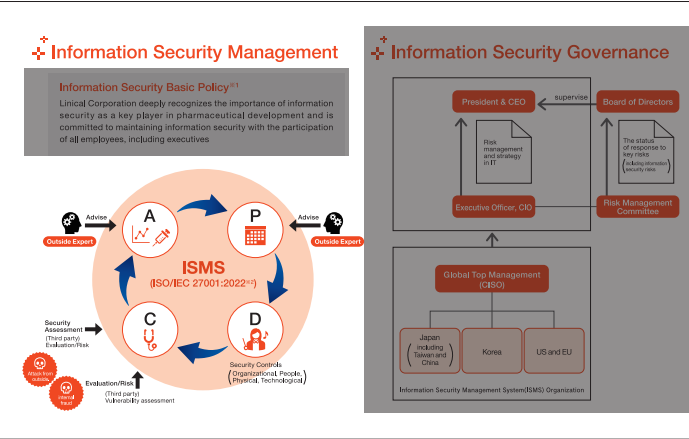 Information Security Management
Information Security Basic Policy※1
Linical Corporation deeply recognizes the importance of information
security as a key player in pharmaceutical development and is
committed to maintaining information security with the participation
of all employees, including executives
A
P
Advise
Outside Expert
Advise
Outside Expert
ISMS
(ISO/IEC 27001:2022※2)
C
D
Security
Assessment
(Third party)
Evaluation/Risk
Security Controls
(Organizational, People,
Physical, Technological)
Attack from
outside,
Internal
fraud
Evaluation/Risk
(Third party)
Vulnerability assessment
Information Security Governance
President & CEO
supervise
Board of Directors
Risk
management
and strategy
in IT
The status
of response to
key risks
(including information
security risks)
Executive Officer, CIO
Risk Management
Committee
Global Top Management
(CISO)
Japan
(including
Taiwan and
China)
Korea
US and EU
Information Security Management System(ISMS) Organization